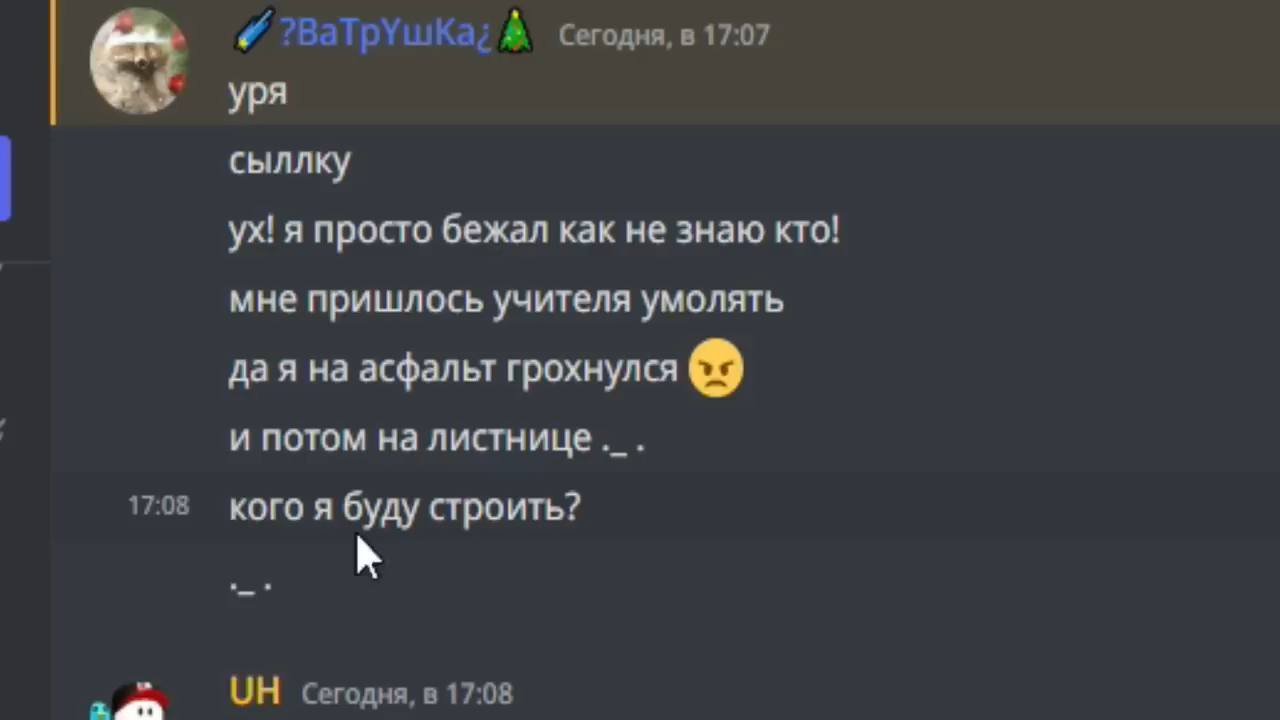 ?ВаТрYшКа¿ Сегодня, в 17:07
уря
сыллку
ух! я просто бежал как не знаю кто!
мне пришлось учителя умолять
да я на асфальт грохнулся 😠
и потом на листнице ._ .
17:08 кого я буду строить?
._ .
UH Сегодня, в 17:08